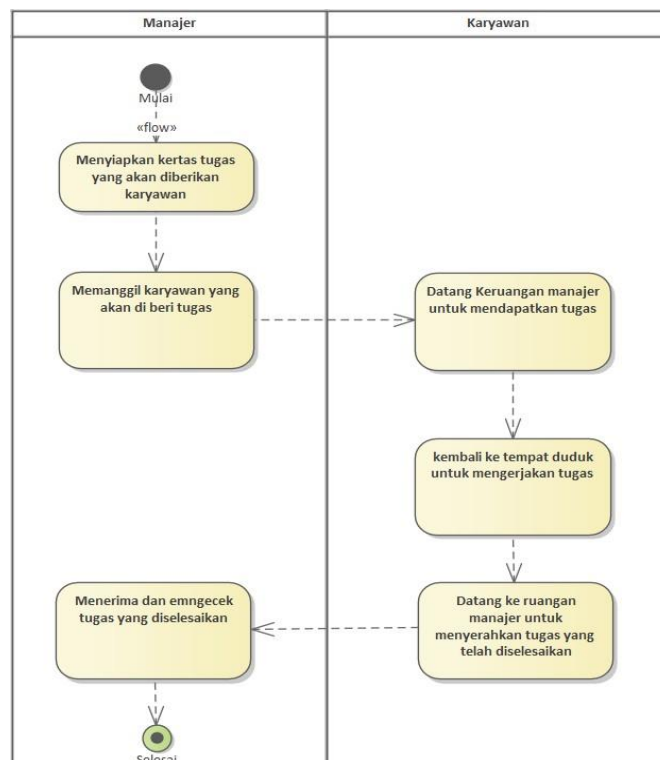 Manajer
Karyawan
Mulai
«flow»
Menyiapkan kertas tugas
yang akan diberikan
karyawan
Memanggil karyawan yang
akan di beri tugas
Datang Keruangan manajer
untuk mendapatkan tugas
kembali ke tempat duduk
untuk mengerjakan tugas
Datang ke ruangan
manajer untuk
menyerahkan tugas yang
telah diselesaikan
Menerima dan emngecek
tugas yang diselesaikan
Selesai